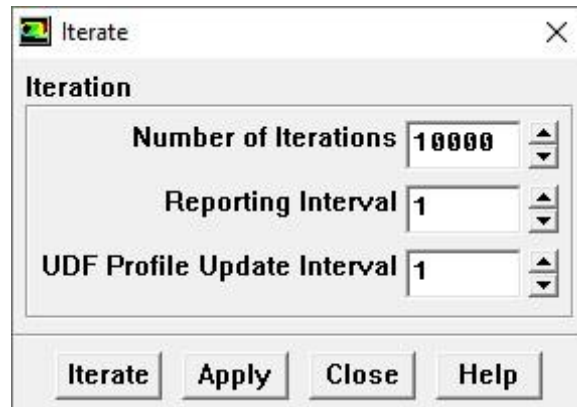 Iterate
Iteration
Number of Iterations 10000
Reporting Interval 1
UDF Profile Update Interval 1
Iterate Apply Close Help